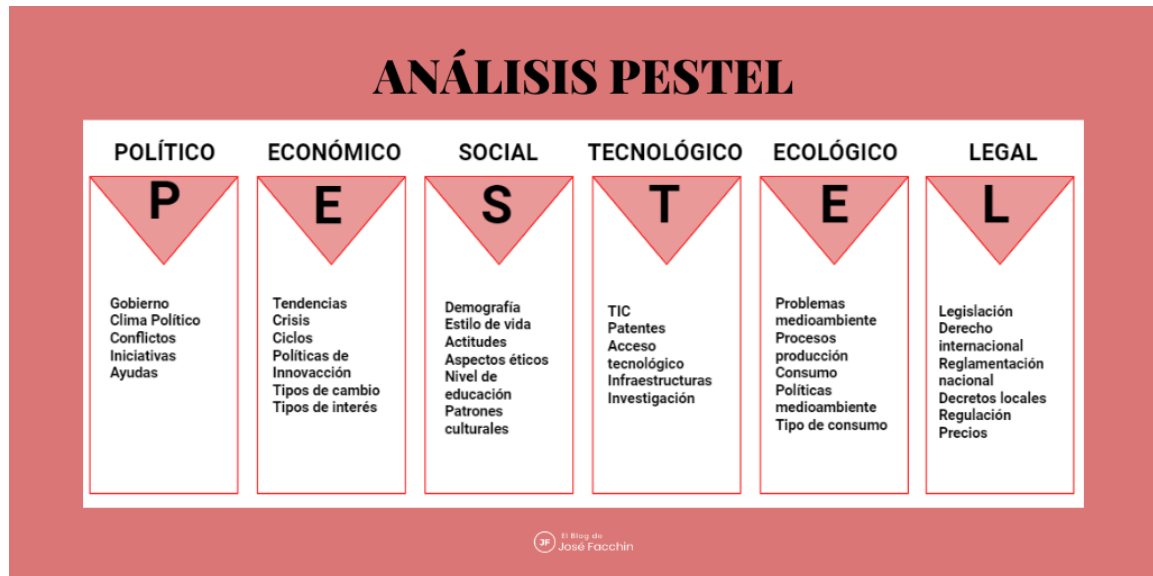 ANÁLISIS PESTEL
POLÍTICO
P
Gobierno
Clima Político
Conflictos
Iniciativas
Ayudas
ECONÓMICO
E
Tendencias
Crisis
Ciclos
Políticas de
Innovacción
Tipos de cambio
Tipos de interés
SOCIAL
S
Demografía
Estilo de vida
Actitudes
Aspectos éticos
Nivel de
educación
Patrones
culturales
TECNOLÓGICO
T
TIC
Patentes
Acceso
tecnológico
Infraestructuras
Investigación
ECOLÓGICO
E
Problemas
medioambiente
Procesos
producción
Consumo
Políticas
medioambiente
Tipo de consumo
LEGAL
L
Legislación
Derecho
internacional
Reglamentación
nacional
Decretos locales
Regulación
Precios
JF
El Blog de
José Facchin